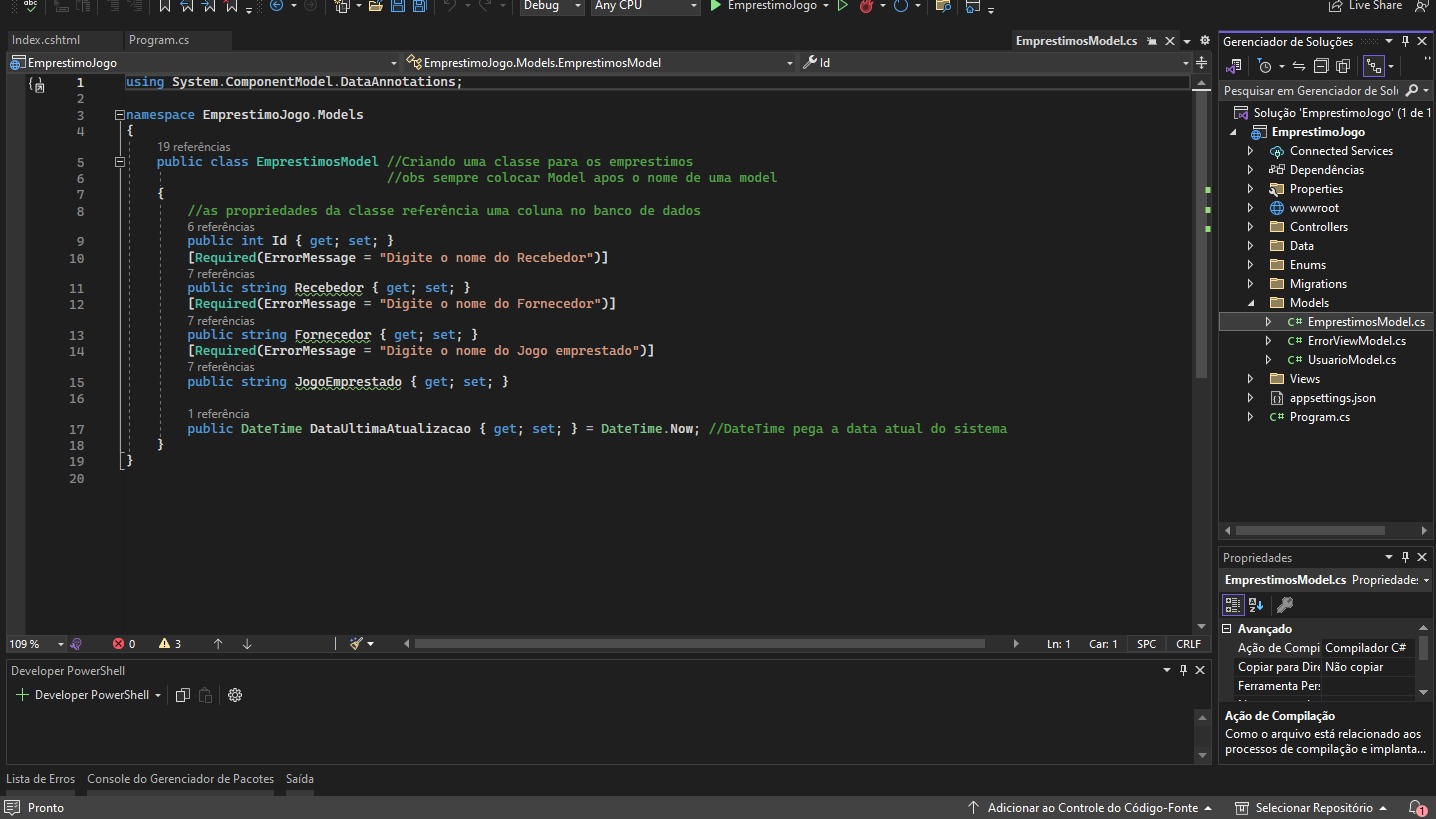 Debug
Any CPU
EmprestimoJogo
Live Share
Index.cshtml
Program.cs
EmprestimosModel.cs
EmprestimoJogo
EmprestimoJogo.Models.EmprestimosModel
Id
1 using System.ComponentModel.DataAnnotations;
2
3 namespace EmprestimoJogo.Models
4 {
19 referências
5 public class EmprestimosModel //Criando uma classe para os emprestimos
6 //obs sempre colocar Model apos o nome de uma model
7 {
8 //as propriedades da classe referência uma coluna no banco de dados
6 referências
9 public int Id { get; set; }
10 [Required(ErrorMessage = "Digite o nome do Recebedor")]
7 referências
11 public string Recebedor { get; set; }
12 [Required(ErrorMessage = "Digite o nome do Fornecedor")]
7 referências
13 public string Fornecedor { get; set; }
14 [Required(ErrorMessage = "Digite o nome do Jogo emprestado")]
7 referências
15 public string JogoEmprestado { get; set; }
16
1 referência
17 public DateTime DataUltimaAtualizacao { get; set; } = DateTime.Now; //DateTime pega a data atual do sistema
18 }
19 }
20
109 %
0
3
Ln: 1
Car: 1
SPC
CRLF
Developer PowerShell
Developer PowerShell
Lista de Erros
Console do Gerenciador de Pacotes
Saída
Gerenciador de Soluções
Pesquisar em Gerenciador de Solu
Solução 'EmprestimoJogo' (1 de 1
EmprestimoJogo
Connected Services
Dependências
Properties
wwwroot
Controllers
Data
Enums
Migrations
Models
C# EmprestimosModel.cs
C# ErrorViewModel.cs
C# UsuarioModel.cs
Views
appsettings.json
C# Program.cs
Propriedades
EmprestimosModel.cs Propriedades
Avançado
Ação de Compi Compilador C#
Copiar para Dire Não copiar
Ferramenta Pers
Ação de Compilação
Como o arquivo está relacionado aos
processos de compilação e implanta...
Pronto
Adicionar ao Controle do Código-Fonte
Selecionar Repositório
1